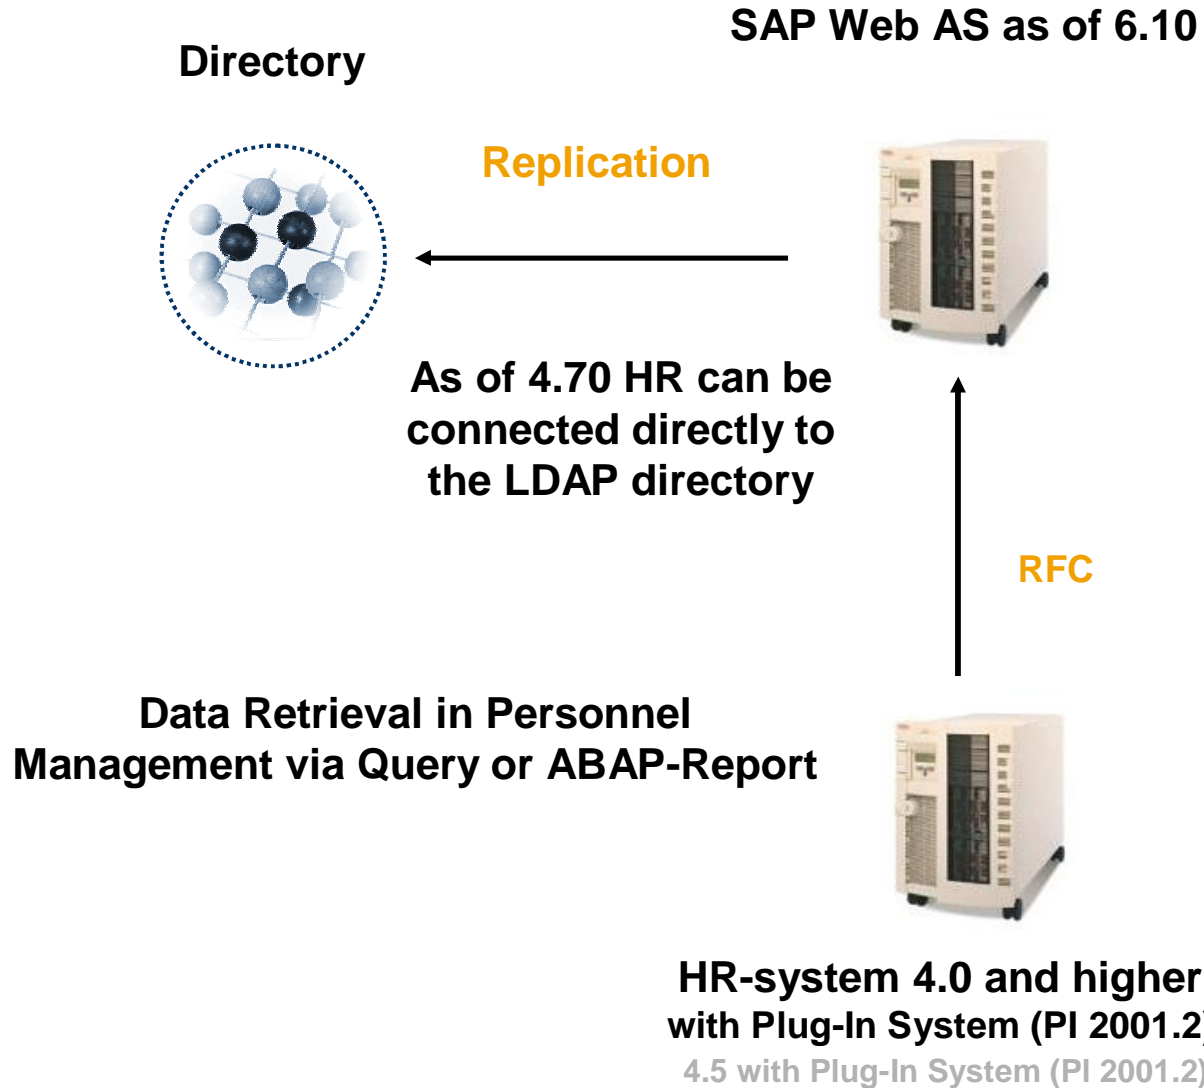 SAP Web AS as of 6.10
Directory
Replication
As of 4.70 HR can be
connected directly to
the LDAP directory
RFC
Data Retrieval in Personnel
Management via Query or ABAP-Report
HR-system 4.0 and higher
with Plug-In System (PI 2001.2)
4.5 with Plug-In System (PI 2001.2)